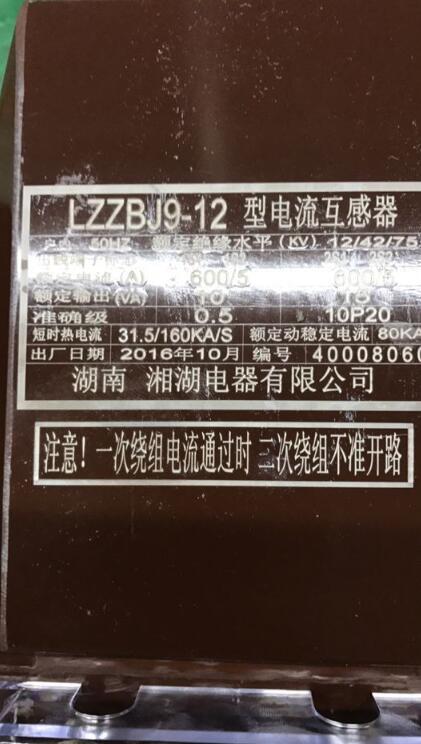 LZZBJ9-12 型电流互感器
户内 50HZ 额定绝缘水平(KV) 12/42/75
(A) 600/5 600/5
额定输出(VA) 10 15
准确级 0.5 10P20
短时热电流 31.5/160KA/S 额定动稳定电流 80KA
出厂日期 2016年10月 编号 40008060
湖南 湘湖电器有限公司
注意!一次绕组电流通过时 二次绕组不准开路